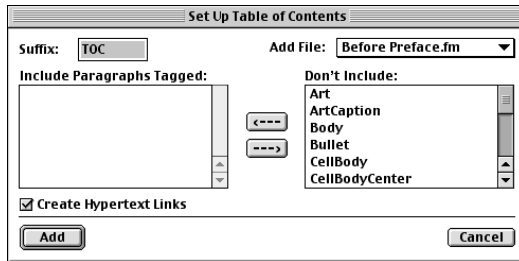 Set Up Table of Contents
Suffix: TOC Add File: Before Preface.fm
Include Paragraphs Tagged: Don't Include:
Art
ArtCaption
<--- Body
Bullet
---> CellBody
CellBodyCenter
Create Hypertext Links
Add Cancel